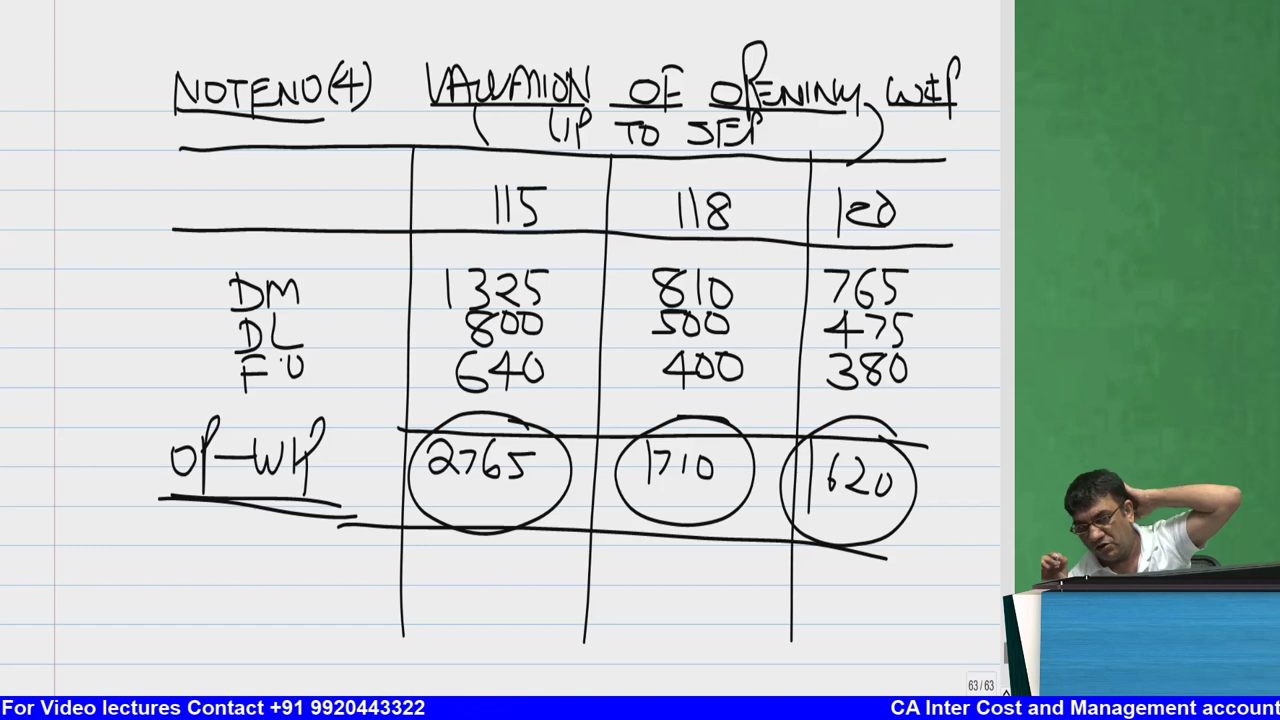 NOTENO(4) VALUATION OF OPENING WIP
(UP TO SEP)
115 118 120
DM 1325 810 765
DL 800 500 475
F.O 640 400 380
OP-WIP 2765 1710 1620
63/63
For Video lectures Contact +91 9920443322 CA Inter Cost and Management account